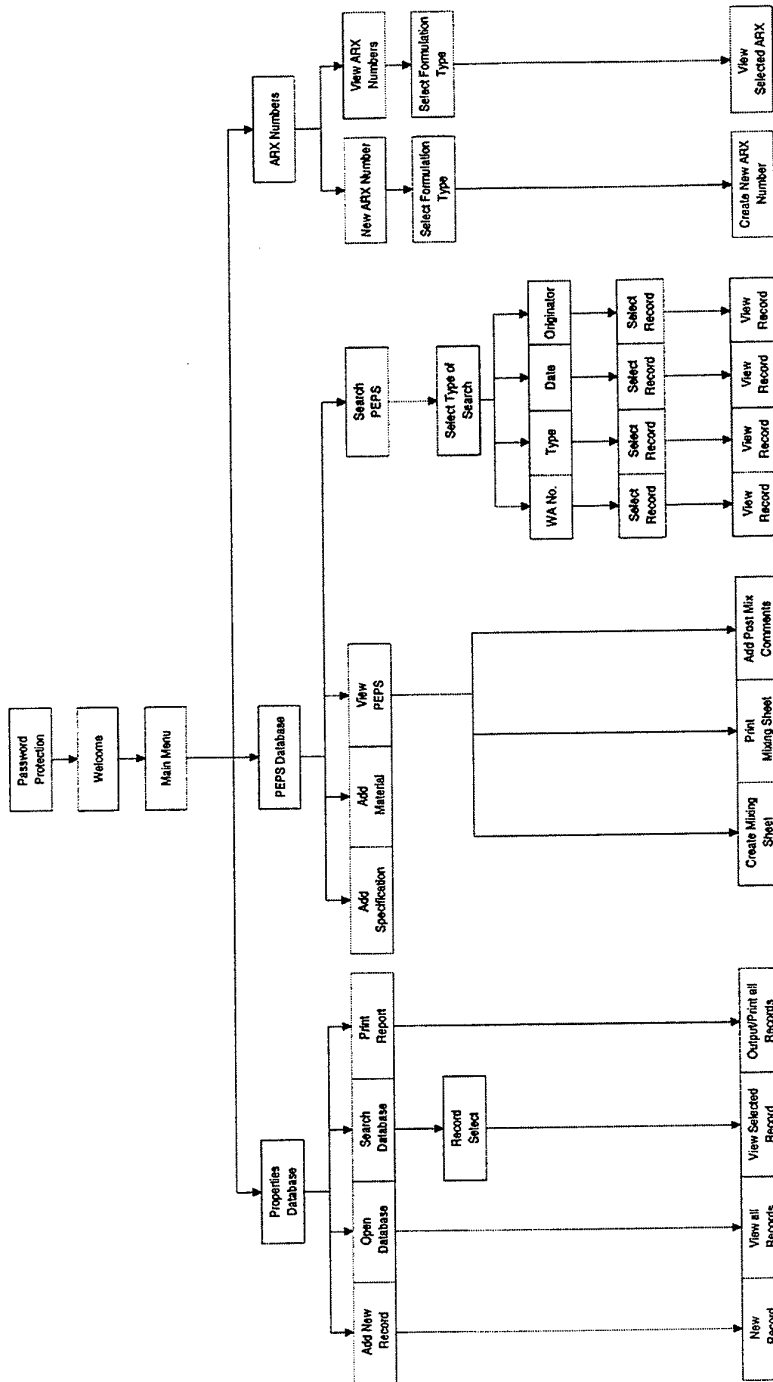 Password
Protection
Welcome
Main Menu
Properties
Database
PEPS Database
ARX Numbers
Add New
Record
Open
Database
Search
Database
Print
Report
Add
Specification
Add
Material
View
PEPS
Search
PEPS
New ARX Number
View ARX
Numbers
Record
Select
Select Type of
Search
Select Formulation
Type
Select Formulation
Type
WA No.
Type
Date
Originator
Select
Record
Select
Record
Select
Record
Select
Record
New
Record
View all
Records
View Selected
Record
Output/Print all
Records
Create Mixing
Sheet
Print
Mixing Sheet
Add Post Mix
Comments
View
Record
View
Record
View
Record
View
Record
Create New ARX
Number
View
Selected ARX